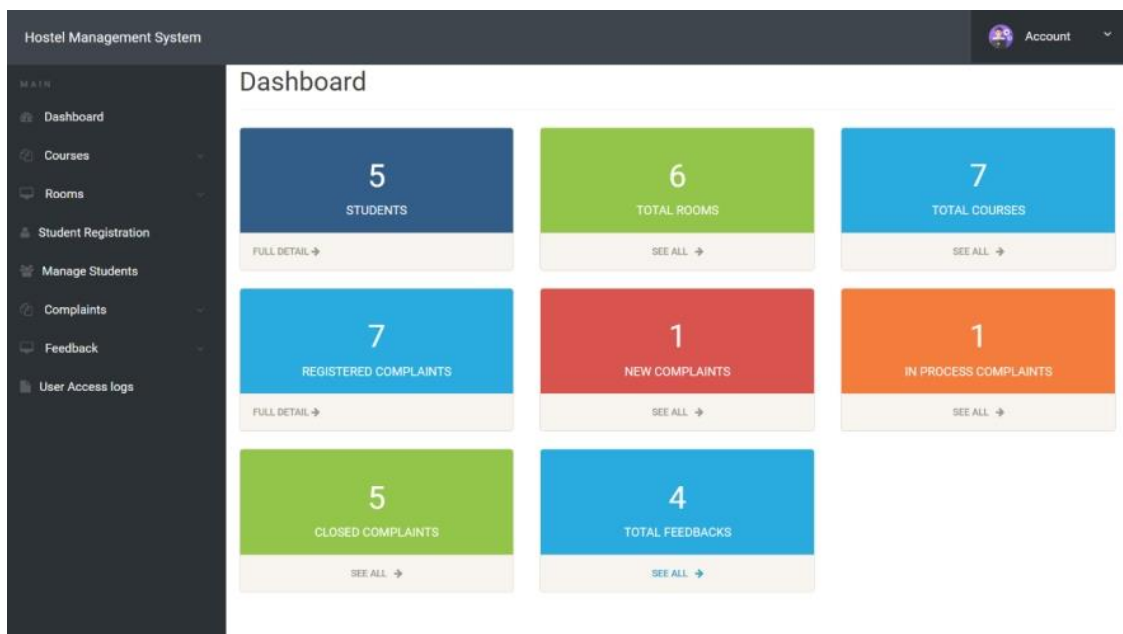 Hostel Management System
Account
MAIN
Dashboard
Courses
Rooms
Student Registration
Manage Students
Complaints
Feedback
User Access logs
Dashboard
5
STUDENTS
FULL DETAIL
6
TOTAL ROOMS
SEE ALL
7
TOTAL COURSES
SEE ALL
7
REGISTERED COMPLAINTS
FULL DETAIL
1
NEW COMPLAINTS
SEE ALL
1
IN PROCESS COMPLAINTS
SEE ALL
5
CLOSED COMPLAINTS
SEE ALL
4
TOTAL FEEDBACKS
SEE ALL